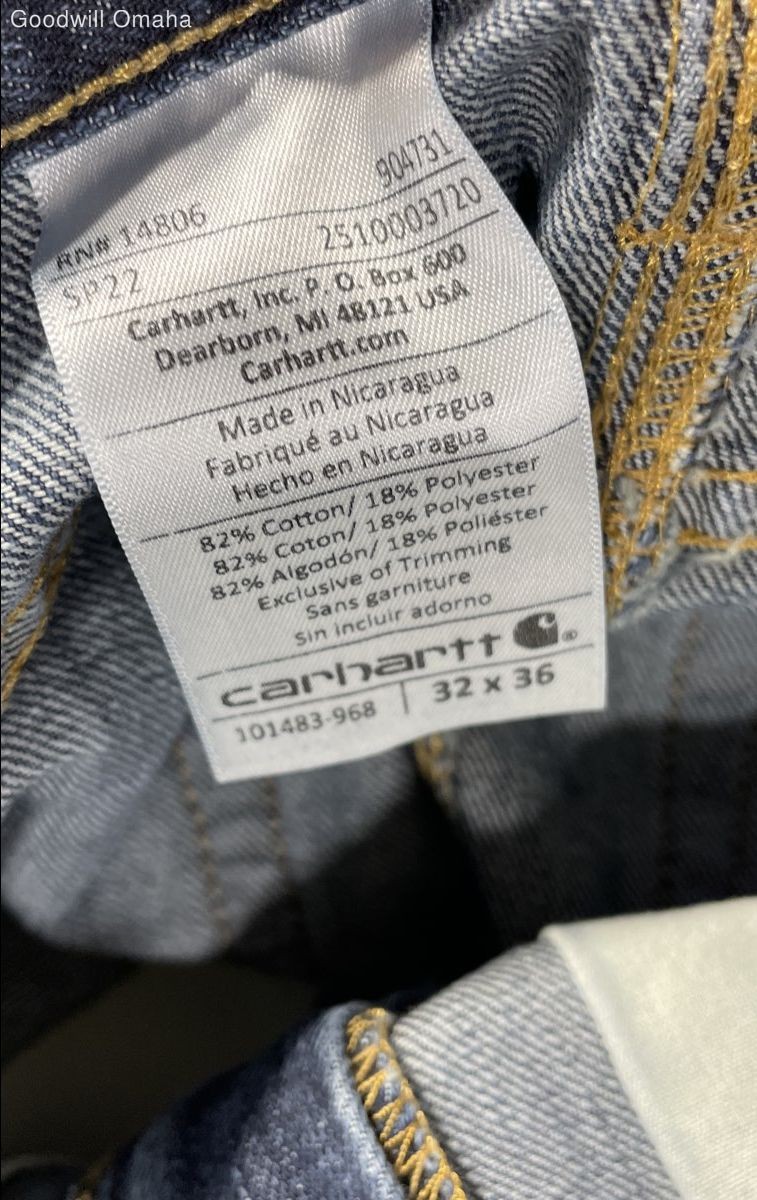 Goodwill Omaha
RN# 14806 904731
SP22 2510003720
Carhartt, Inc. P. O. Box 600
Dearborn, MI 48121 USA
Carhartt.com
Made in Nicaragua
Fabriqué au Nicaragua
Hecho en Nicaragua
82% Cotton/ 18% Polyester
82% Coton/ 18% Polyester
82% Algodón/ 18% Poliéster
Exclusive of Trimming
Sans garniture
sin incluir adorno
carhartt ®
101483-968 32 x 36